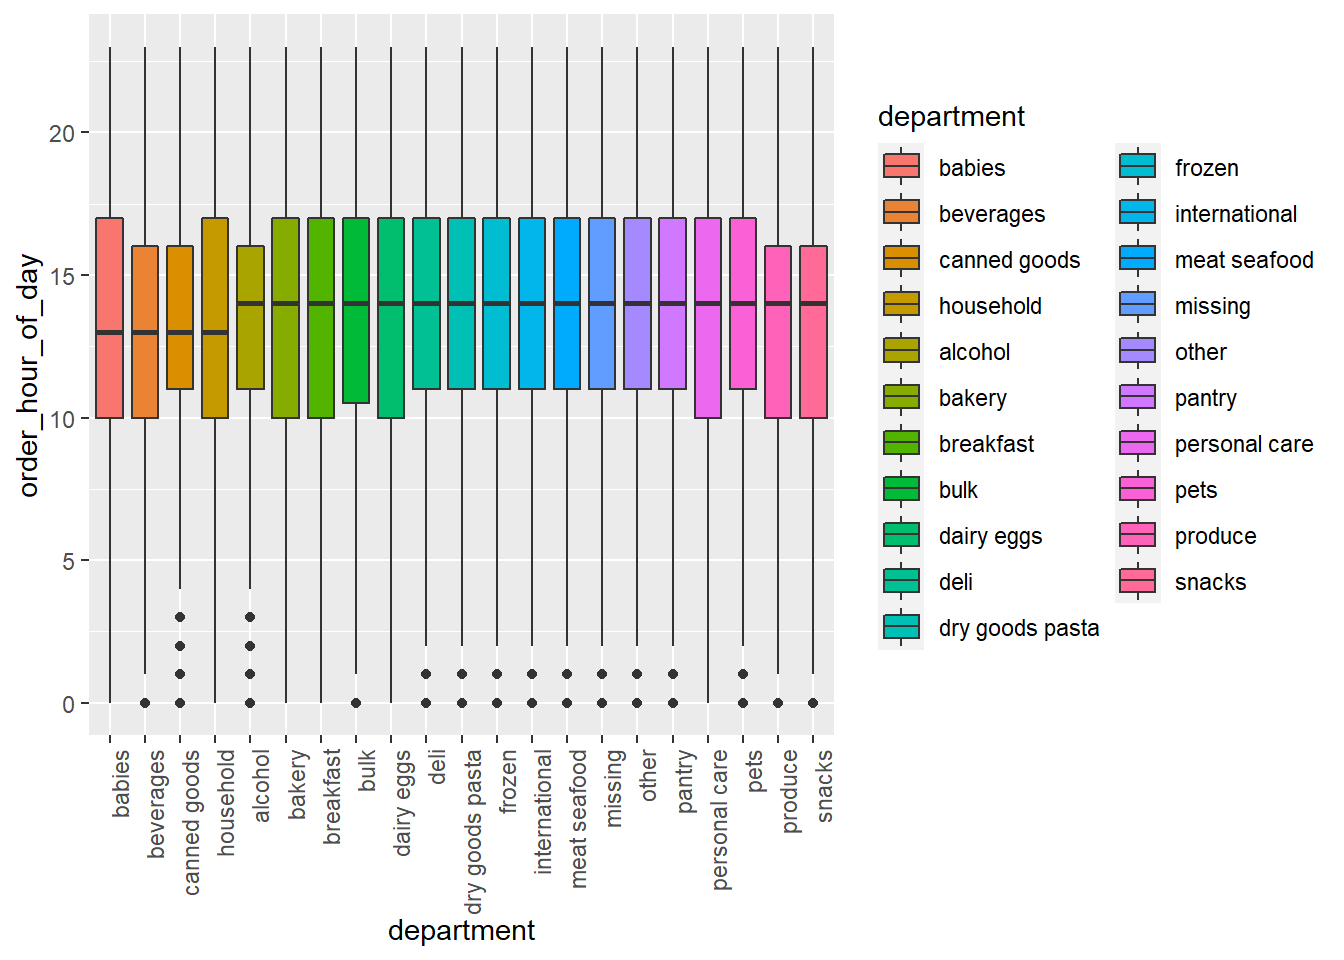 order_hour_of_day
20
15
10
5
0
babies
beverages
canned goods
household
alcohol
bakery
breakfast
bulk
dairy eggs
deli
dry goods pasta
frozen
international
meat seafood
missing
other
pantry
personal care
pets
produce
snacks
department
department
babies
beverages
canned goods
household
alcohol
bakery
breakfast
bulk
dairy eggs
deli
dry goods pasta
frozen
international
meat seafood
missing
other
pantry
personal care
pets
produce
snacks